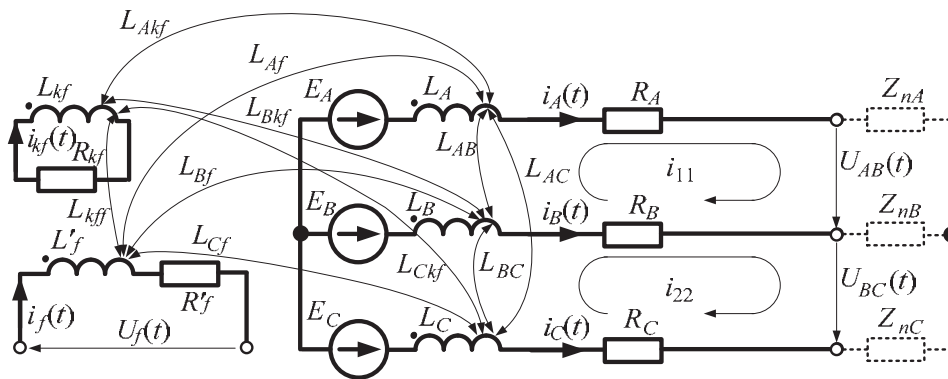 L_Akf
L_Af
L_kf
L_Bkf
E_A
L_A
i_A(t)
R_A
Z_nA
i_kf(t)
R_kf
L_AB
L_AC
i_11
U_AB(t)
L_Bf
L_kff
E_B
L_B
i_B(t)
R_B
Z_nB
L'_f
L_Cf
L_Ckf
L_BC
R'_f
i_22
U_BC(t)
i_f(t)
U_f(t)
E_C
L_C
i_C(t)
R_C
Z_nC